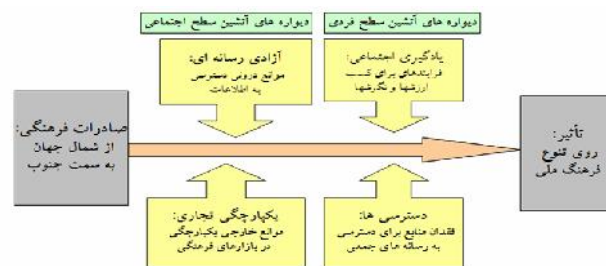 دیواره های آتشین سطح فردی
دیواره های آتشین سطح اجتماعی
یادگیری اجتماعی:
فرایندهای برای کسب
ارزشها و نگرشها
آزادی رسانه ای:
موانع درونی دسترسی
به اطلاعات
صادرات فرهنگی:
از شمال جهان
به سمت جنوب
تأثیر:
روی تنوع
فرهنگ ملی
دسترسی ها:
فقدان منابع برای دسترسی
به رسانه های جمعی
یکپارچگی تجاری:
موانع خارجی یکپارچگی
در بازارهای فرهنگی